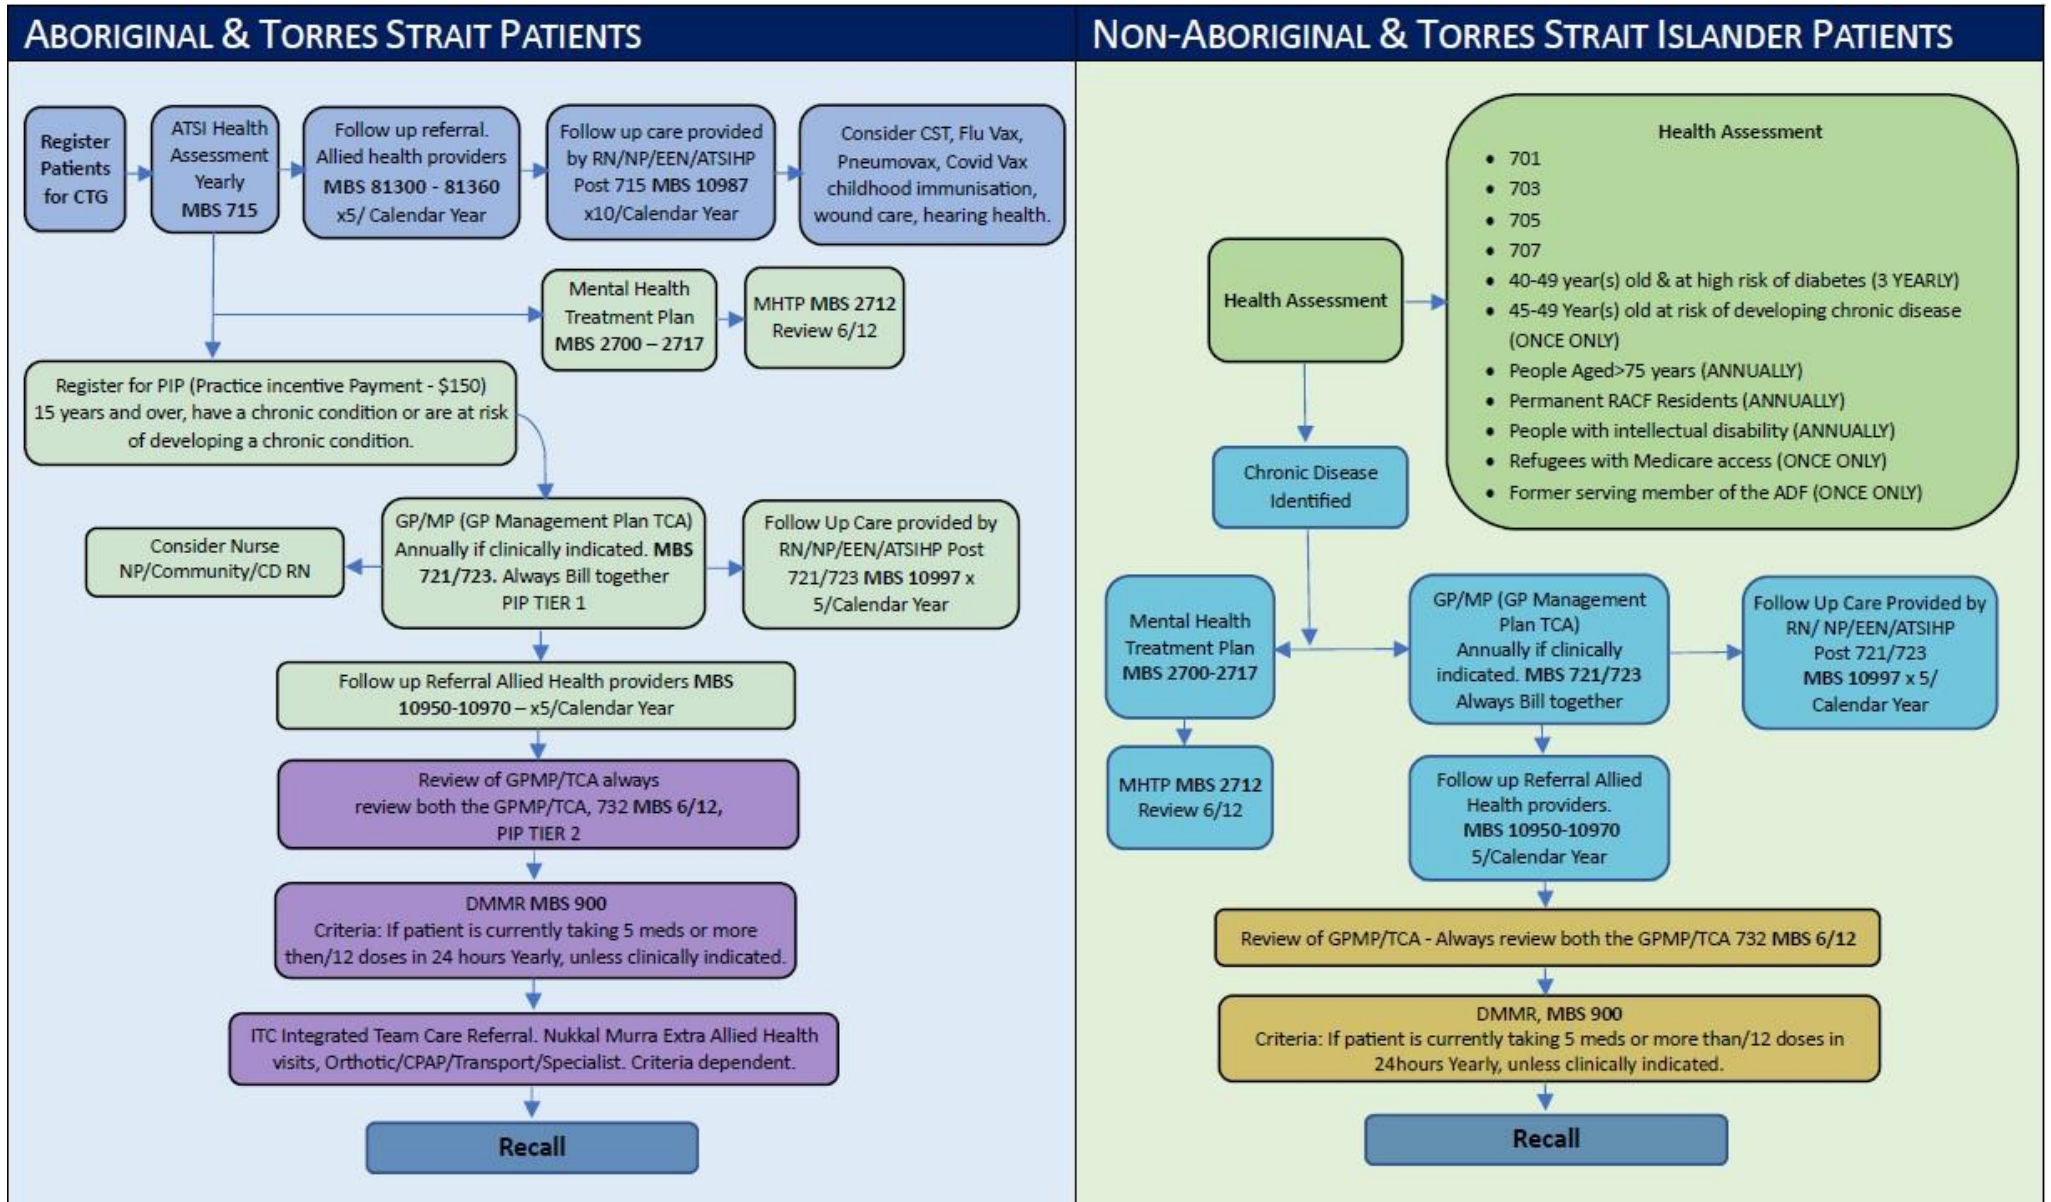 ABORIGINAL & TORRES STRAIT PATIENTS
Register
Patients
for CTG
ATSI Health
Assessment
Yearly
MBS 715
Follow up referral.
Allied health providers
MBS 81300 - 81360
x5/ Calendar Year
Follow up care provided
by RN/NP/EEN/ATSIHP
Post 715 MBS 10987
x10/Calendar Year
Consider CST, Flu Vax,
Pneumovax, Covid Vax
childhood immunisation,
wound care, hearing health.
Mental Health
Treatment Plan
MBS 2700 – 2717
MHTP MBS 2712
Review 6/12
Register for PIP (Practice incentive Payment - $150)
15 years and over, have a chronic condition or are at risk
of developing a chronic condition.
Consider Nurse
NP/Community/CD RN
GP/MP (GP Management Plan TCA)
Annually if clinically indicated. MBS
721/723. Always Bill together
PIP TIER 1
Follow Up Care provided by
RN/NP/EEN/ATSIHP Post
721/723 MBS 10997 x
5/Calendar Year
Follow up Referral Allied Health providers MBS
10950-10970 – x5/Calendar Year
Review of GPMP/TCA always
review both the GPMP/TCA, 732 MBS 6/12,
PIP TIER 2
DMMR MBS 900
Criteria: If patient is currently taking 5 meds or more
then/12 doses in 24 hours Yearly, unless clinically indicated.
ITC Integrated Team Care Referral. Nukkal Murra Extra Allied Health
visits, Orthotic/CPAP/Transport/Specialist. Criteria dependent.
Recall
NON-ABORIGINAL & TORRES STRAIT ISLANDER PATIENTS
Health Assessment
Health Assessment
• 701
• 703
• 705
• 707
• 40-49 year(s) old & at high risk of diabetes (3 YEARLY)
• 45-49 Year(s) old at risk of developing chronic disease
(ONCE ONLY)
• People Aged>75 years (ANNUALLY)
• Permanent RACF Residents (ANNUALLY)
• People with intellectual disability (ANNUALLY)
• Refugees with Medicare access (ONCE ONLY)
• Former serving member of the ADF (ONCE ONLY)
Chronic Disease
Identified
Mental Health
Treatment Plan
MBS 2700-2717
MHTP MBS 2712
Review 6/12
GP/MP (GP Management
Plan TCA)
Annually if clinically
indicated. MBS 721/723
Always Bill together
Follow Up Care Provided by
RN/ NP/EEN/ATSIHP
Post 721/723
MBS 10997 x 5/
Calendar Year
Follow up Referral Allied
Health providers.
MBS 10950-10970
5/Calendar Year
Review of GPMP/TCA - Always review both the GPMP/TCA 732 MBS 6/12
DMMR, MBS 900
Criteria: If patient is currently taking 5 meds or more than/12 doses in
24hours Yearly, unless clinically indicated.
Recall